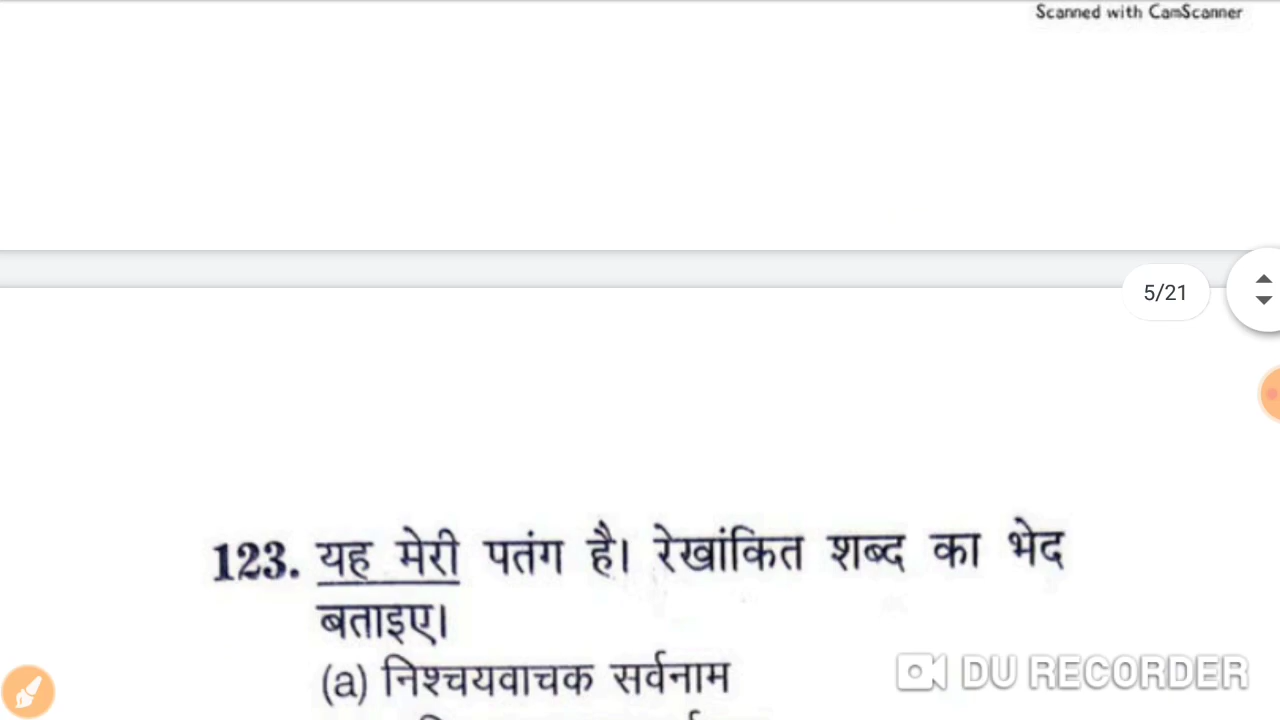 Scanned with CamScanner
5/21
123. यह मेरी पतंग है। रेखांकित शब्द का भेद
बताइए।
(a) निश्चयवाचक सर्वनाम
DU RECORDER